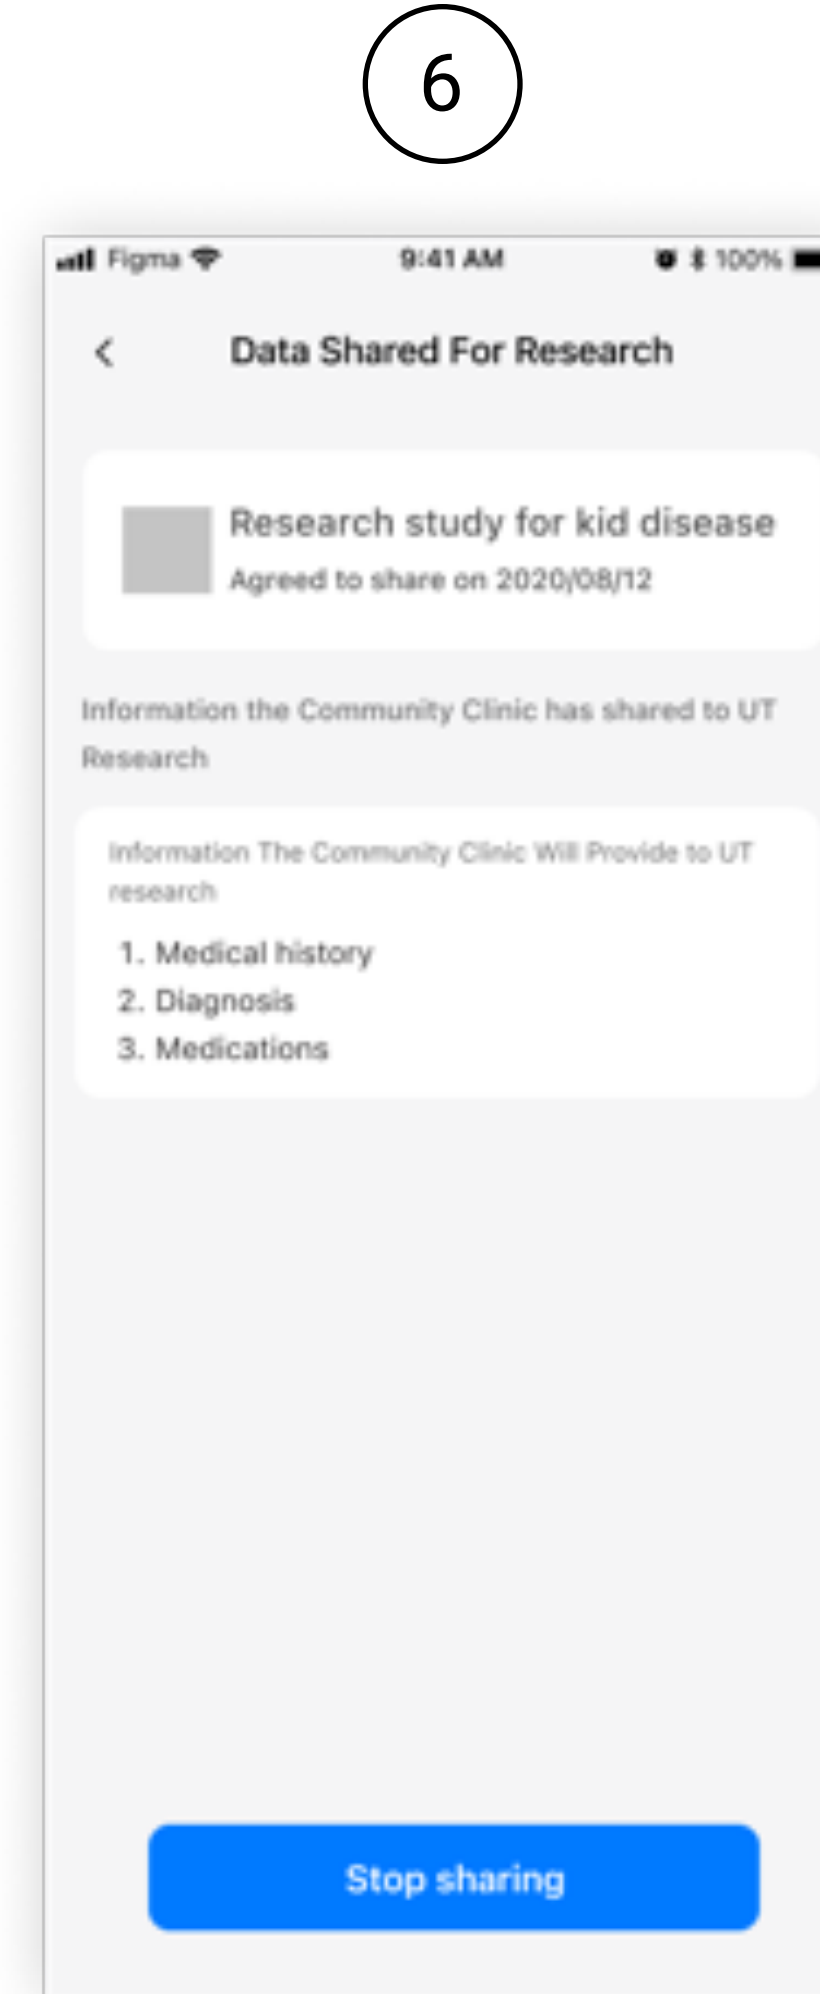 6
Figma 9:41 AM 100%
Data Shared For Research
Research study for kid disease
Agreed to share on 2020/08/12
Information the Community Clinic has shared to UT
Research
Information The Community Clinic Will Provide to UT
research
1. Medical history
2. Diagnosis
3. Medications
Stop sharing